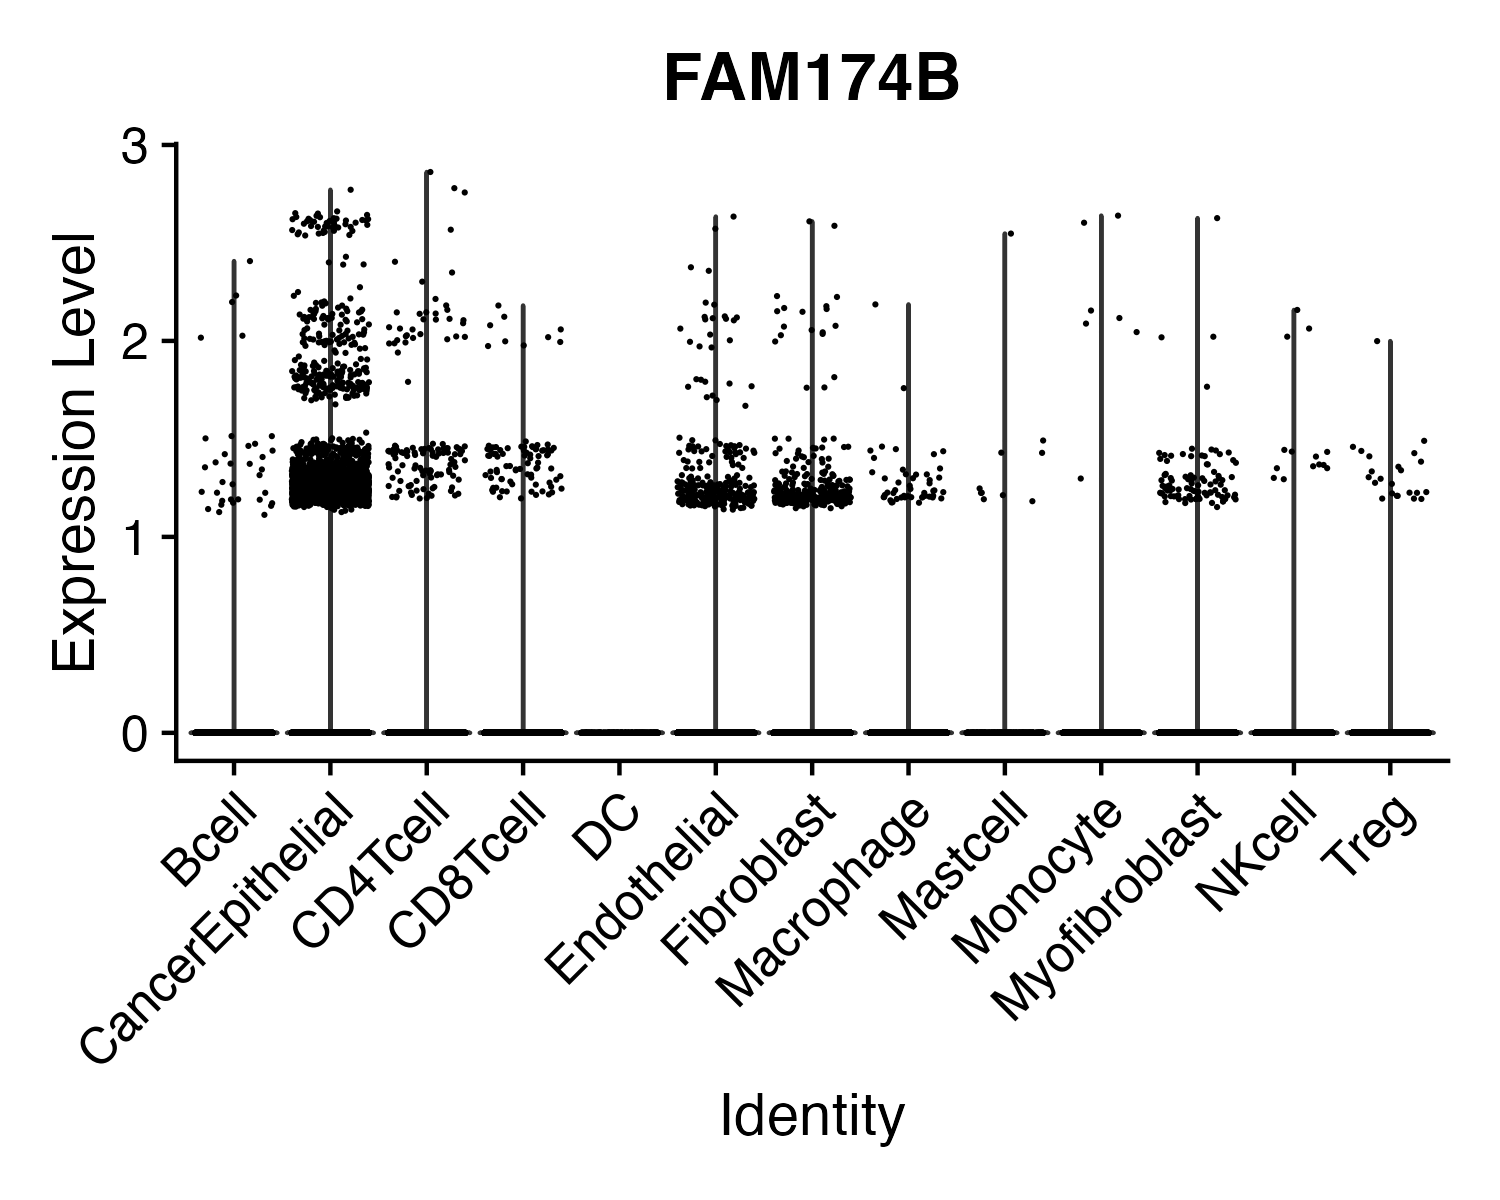 FAM174B
Expression Level
3
2
1
0
Bcell
CancerEpithelial
CD4Tcell
CD8Tcell
DC
Endothelial
Fibroblast
Macrophage
Mastcell
Monocyte
Myofibroblast
NKcell
Treg
Identity